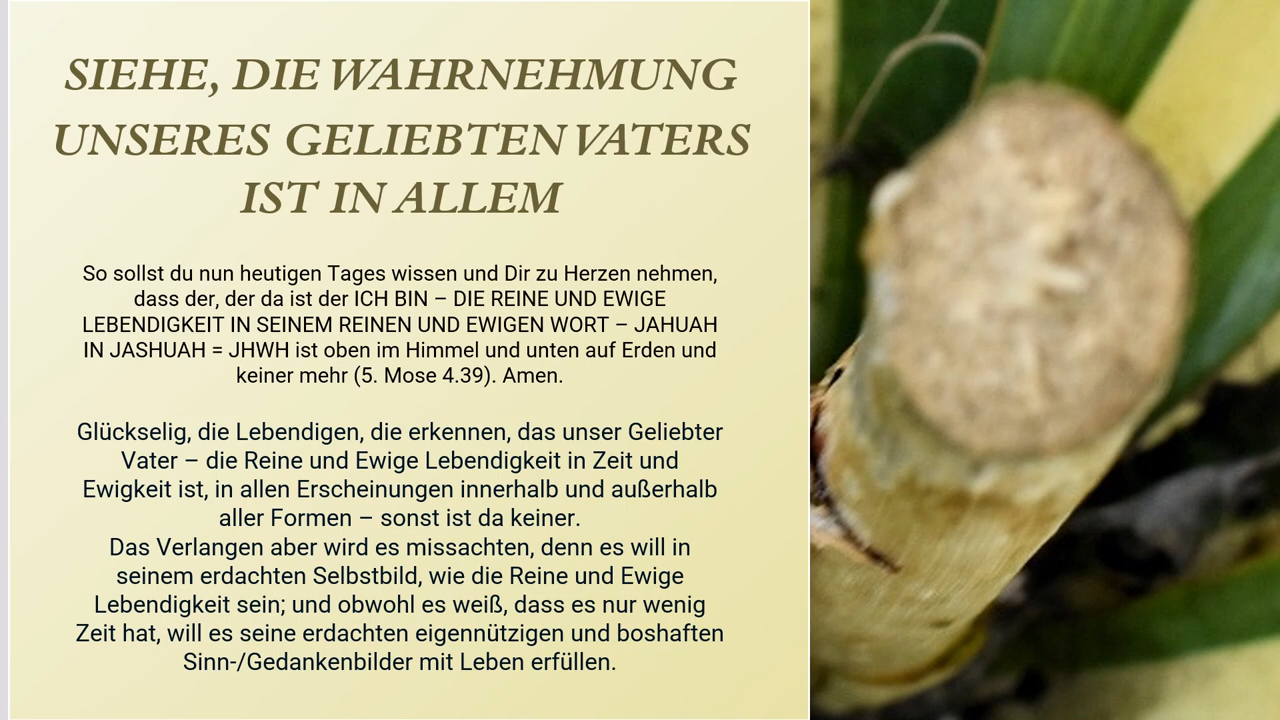 SIEHE, DIE WAHRNEHMUNG
UNSERES GELIEBTEN VATERS
IST IN ALLEM
So sollst du nun heutigen Tages wissen und Dir zu Herzen nehmen,
dass der, der da ist der ICH BIN – DIE REINE UND EWIGE
LEBENDIGKEIT IN SEINEM REINEN UND EWIGEN WORT – JAHUAH
IN JASHUAH = JHWH ist oben im Himmel und unten auf Erden und
keiner mehr (5. Mose 4.39). Amen.
Glückselig, die Lebendigen, die erkennen, das unser Geliebter
Vater – die Reine und Ewige Lebendigkeit in Zeit und
Ewigkeit ist, in allen Erscheinungen innerhalb und außerhalb
aller Formen – sonst ist da keiner.
Das Verlangen aber wird es missachten, denn es will in
seinem erdachten Selbstbild, wie die Reine und Ewige
Lebendigkeit sein; und obwohl es weiß, dass es nur wenig
Zeit hat, will es seine erdachten eigennützigen und boshaften
Sinn-/Gedankenbilder mit Leben erfüllen.